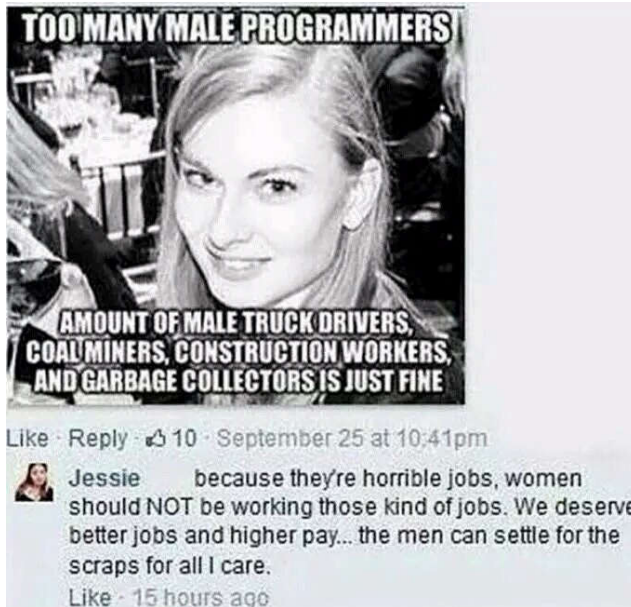 TOO MANY MALE PROGRAMMERS
AMOUNT OF MALE TRUCK DRIVERS,
COAL MINERS, CONSTRUCTION WORKERS,
AND GARBAGE COLLECTORS IS JUST FINE
Like · Reply · 10 · September 25 at 10:41pm
Jessie because they're horrible jobs, women
should NOT be working those kind of jobs. We deserve
better jobs and higher pay... the men can settle for the
scraps for all I care.
Like · 15 hours ago